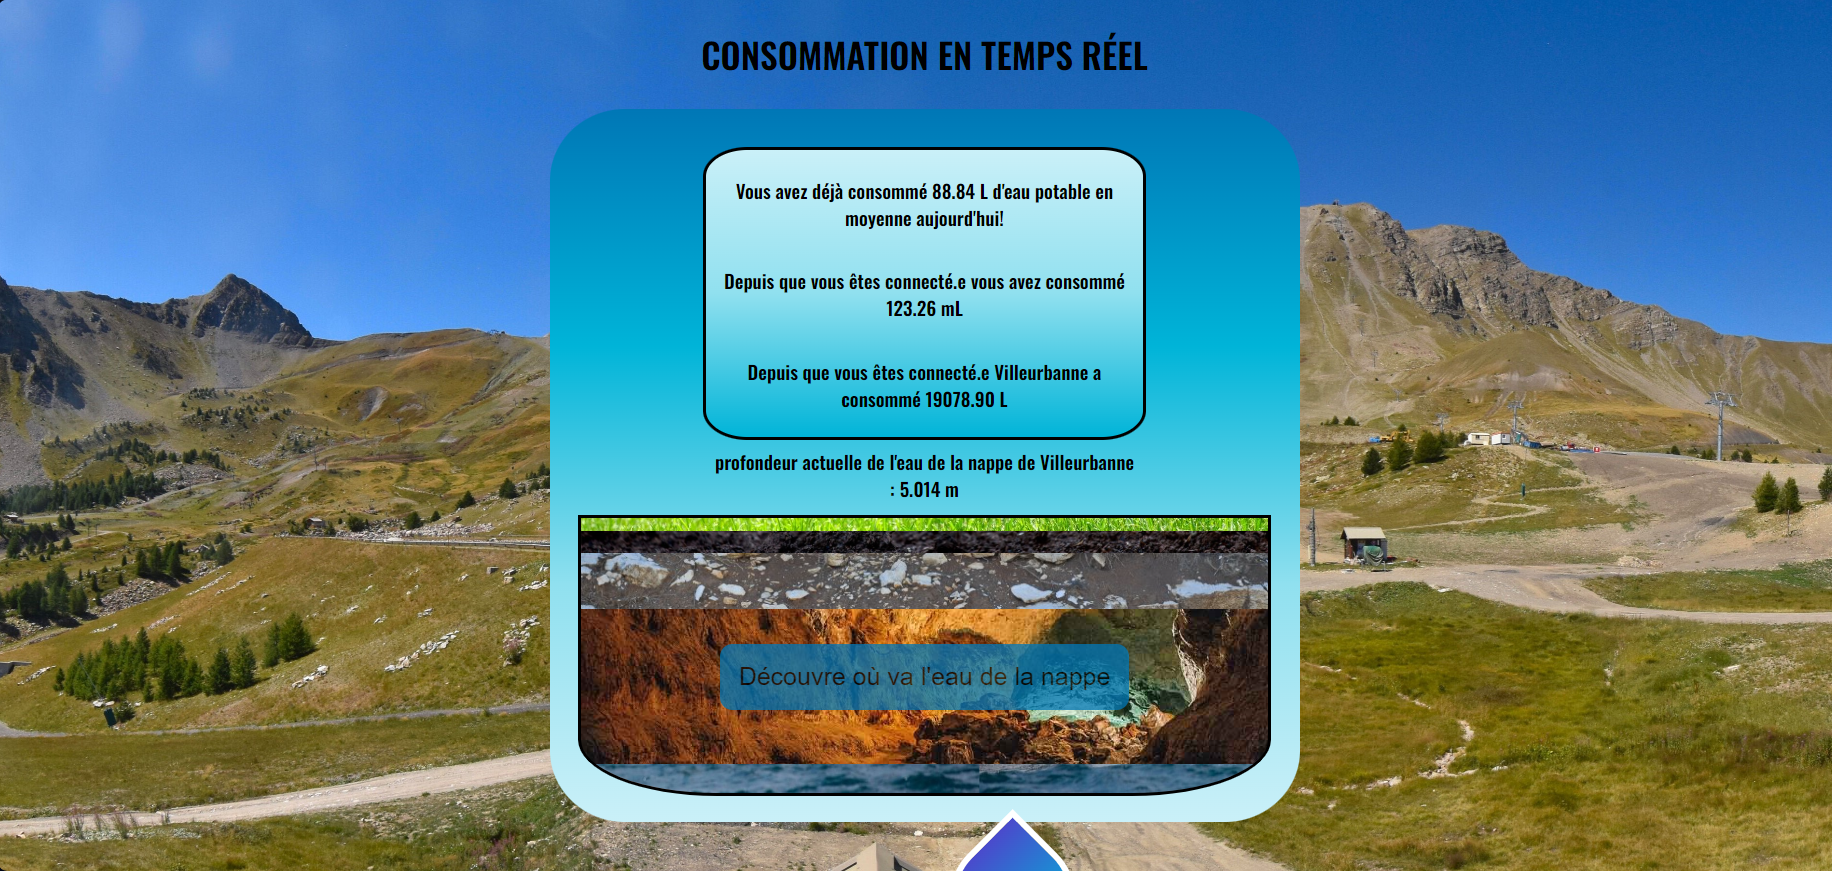 CONSOMMATION EN TEMPS RÉEL
Vous avez déjà consommé 88.84 L d'eau potable en
moyenne aujourd'hui!
Depuis que vous êtes connecté.e vous avez consommé
123.26 mL
Depuis que vous êtes connecté.e Villeurbanne a
consommé 19078.90 L
profondeur actuelle de l'eau de la nappe de Villeurbanne
: 5.014 m
Découvre où va l'eau de la nappe